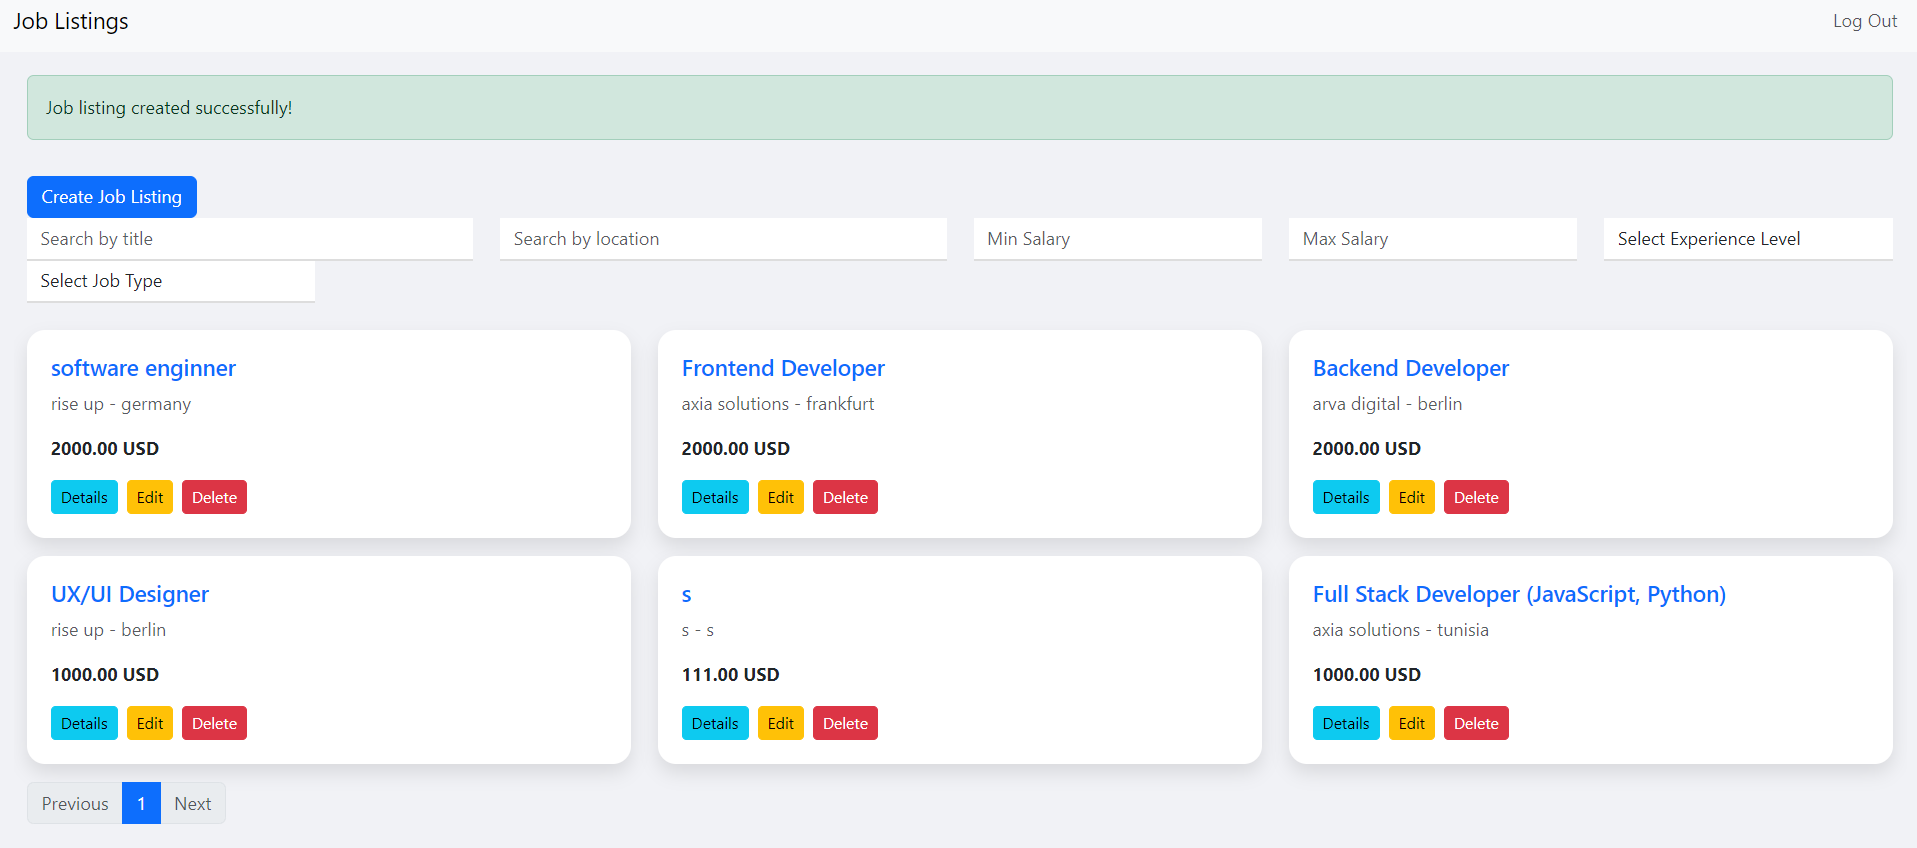 Job Listings
Log Out
Job listing created successfully!
Create Job Listing
Search by title
Search by location
Min Salary
Max Salary
Select Experience Level
Select Job Type
software enginner
rise up - germany
2000.00 USD
Details Edit Delete
Frontend Developer
axia solutions - frankfurt
2000.00 USD
Details Edit Delete
Backend Developer
arva digital - berlin
2000.00 USD
Details Edit Delete
UX/UI Designer
rise up - berlin
1000.00 USD
Details Edit Delete
s
s - s
111.00 USD
Details Edit Delete
Full Stack Developer (JavaScript, Python)
axia solutions - tunisia
1000.00 USD
Details Edit Delete
Previous 1 Next